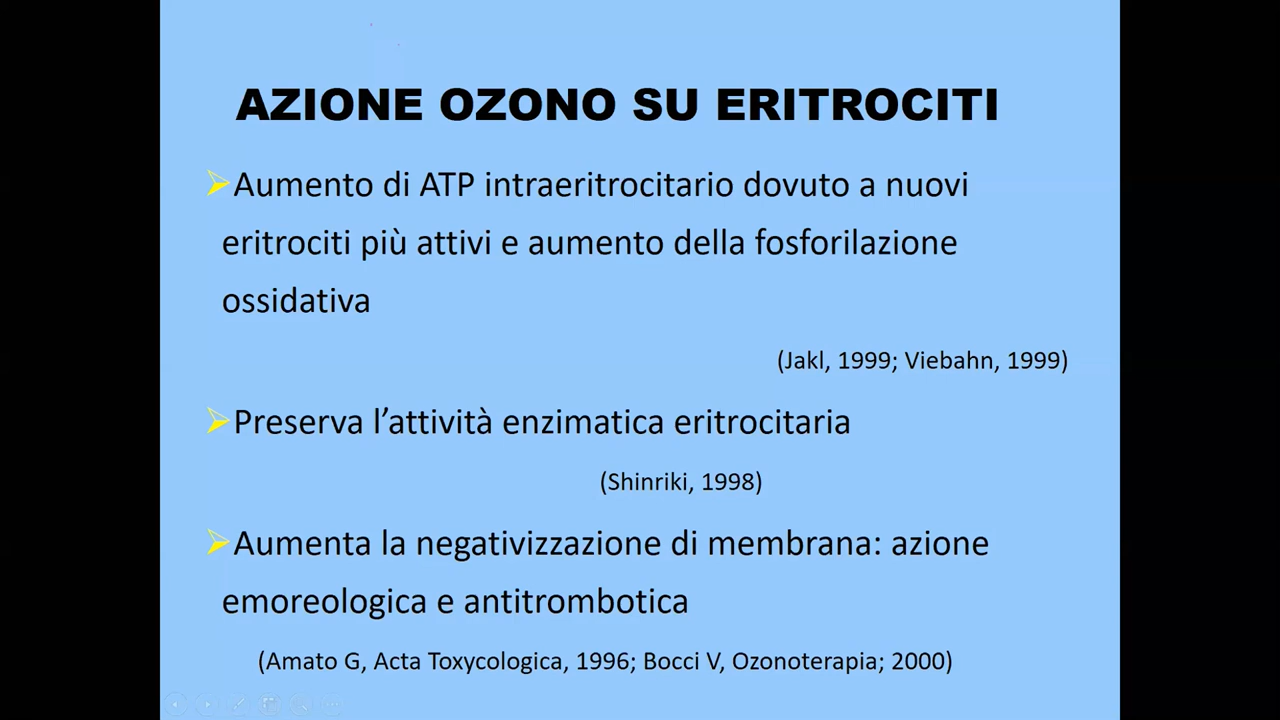 AZIONE OZONO SU ERITROCITI
Aumento di ATP intraeritrocitario dovuto a nuovi
eritrociti più attivi e aumento della fosforilazione
ossidativa
(Jakl, 1999; Viebahn, 1999)
Preserva l’attività enzimatica eritrocitaria
(Shinriki, 1998)
Aumenta la negativizzazione di membrana: azione
emoreologica e antitrombotica
(Amato G, Acta Toxycologica, 1996; Bocci V, Ozonoterapia; 2000)